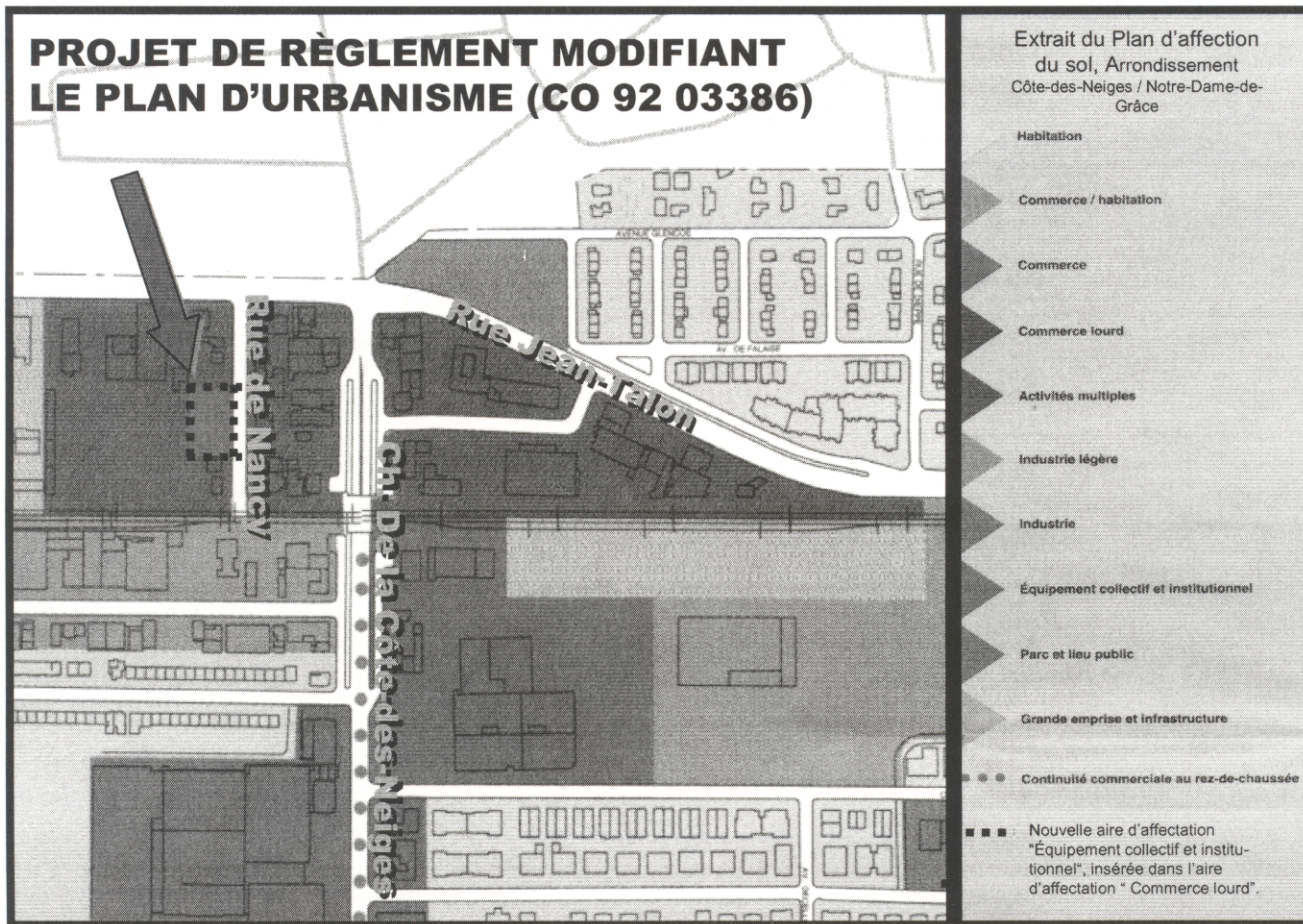 PROJET DE RÈGLEMENT MODIFIANT
LE PLAN D'URBANISME (CO 92 03386)
AVENUE GLENCOE
AV. DE FALAISE
Rue Jean-Talon
Rue de Nancy
Ch. De la Côte-des-Neiges
Extrait du Plan d'affection
du sol, Arrondissement
Côte-des-Neiges / Notre-Dame-de-
Grâce
Habitation
Commerce / habitation
Commerce
Commerce lourd
Activités multiples
Industrie légère
Industrie
Équipement collectif et institutionnel
Parc et lieu public
Grande emprise et infrastructure
Continuité commerciale au rez-de-chaussée
Nouvelle aire d'affectation
"Équipement collectif et institu-
tionnel", insérée dans l'aire
d'affectation " Commerce lourd".